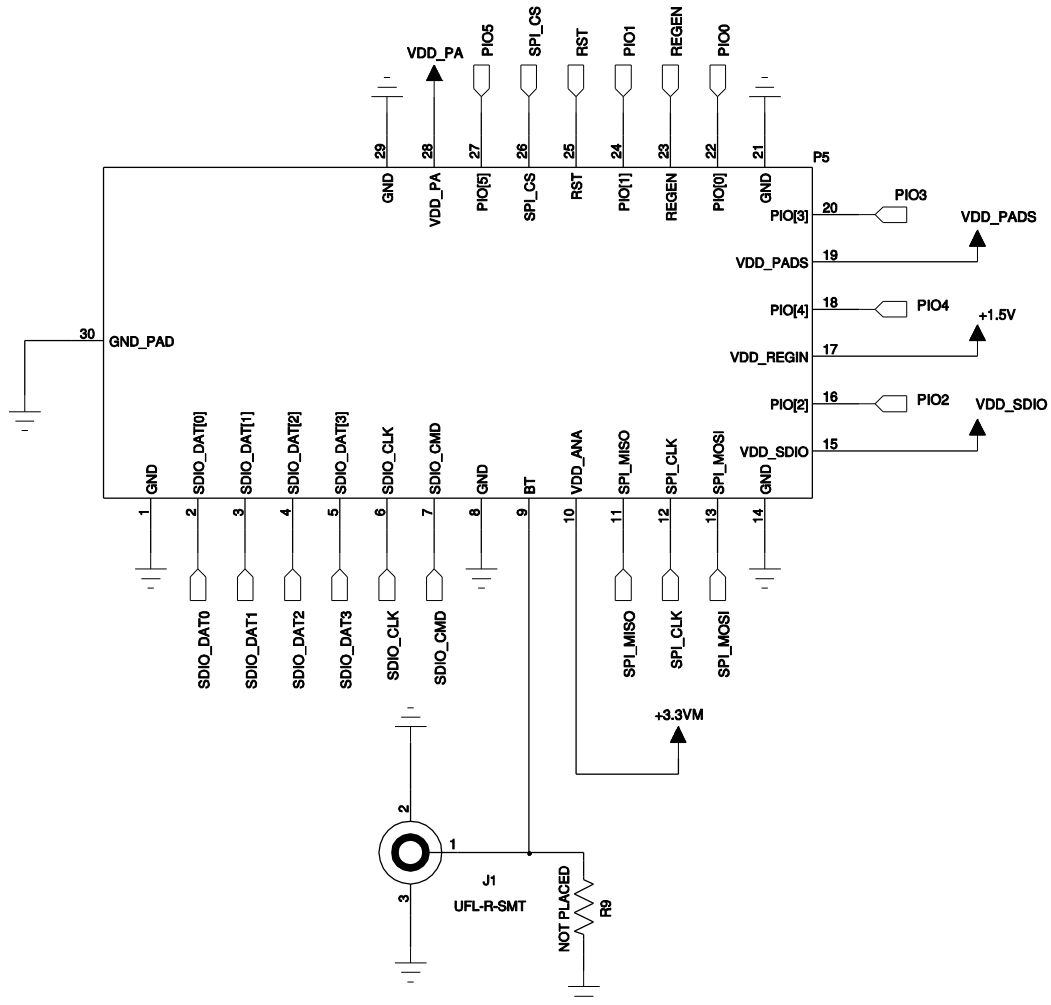 VDD_PA
PIO5
SPI_CS
RST
PIO1
REGEN
PIO0
29
28
27
26
25
24
23
22
21
P5
GND
VDD_PA
PIO[5]
SPI_CS
RST
PIO[1]
REGEN
PIO[0]
GND
PIO[3]
20
PIO3
VDD_PADS
VDD_PADS
19
PIO[4]
18
PIO4
+1.5V
VDD_REGIN
17
PIO[2]
16
PIO2
VDD_SDIO
VDD_SDIO
15
30
GND_PAD
GND
SDIO_DAT[0]
SDIO_DAT[1]
SDIO_DAT[2]
SDIO_DAT[3]
SDIO_CLK
SDIO_CMD
GND
BT
VDD_ANA
SPI_MISO
SPI_CLK
SPI_MOSI
GND
1
2
3
4
5
6
7
8
9
10
11
12
13
14
SDIO_DAT0
SDIO_DAT1
SDIO_DAT2
SDIO_DAT3
SDIO_CLK
SDIO_CMD
SPI_MISO
SPI_CLK
SPI_MOSI
+3.3VM
2
1
3
J1
UFL-R-SMT
NOT PLACED
R9